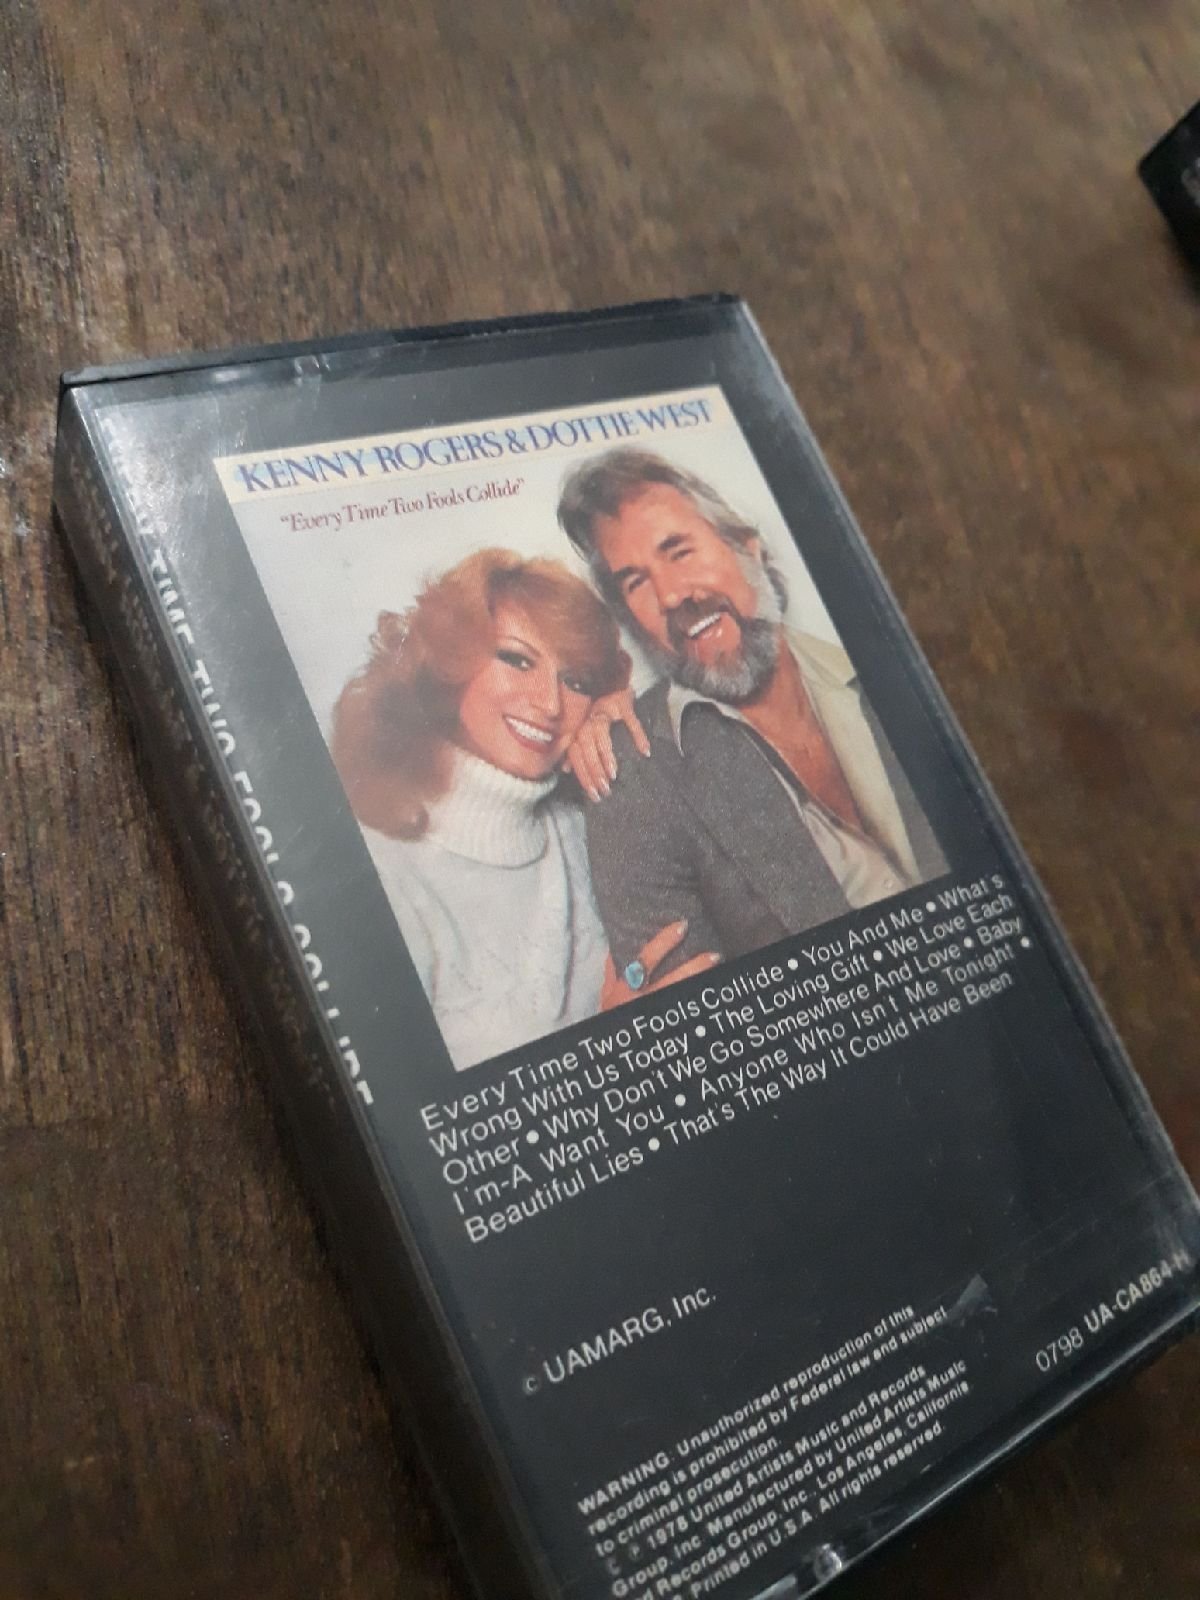 KENNY ROGERS & DOTTIE WEST
"Every Time Two Fools Collide"
Every Time Two Fools Collide • You And Me • What's
Wrong With Us Today • The Loving Gift • We Love Each
Other • Why Don't We Go Somewhere And Love • Baby
I'm-A Want You • Anyone Who Isn't Me Tonight •
Beautiful Lies • That's The Way It Could Have Been
© UAMARG, Inc.
0798 UA-CA864-H
WARNING: Unauthorized reproduction of this
recording is prohibited by Federal law and subject
to criminal prosecution.
© ℗ 1978 United Artists Music and Records
Group, Inc. Manufactured by United Artists Music
and Records Group, Inc., Los Angeles, California
Printed in U.S.A. All rights reserved.
TIME TWO FOOLS COLLIDE